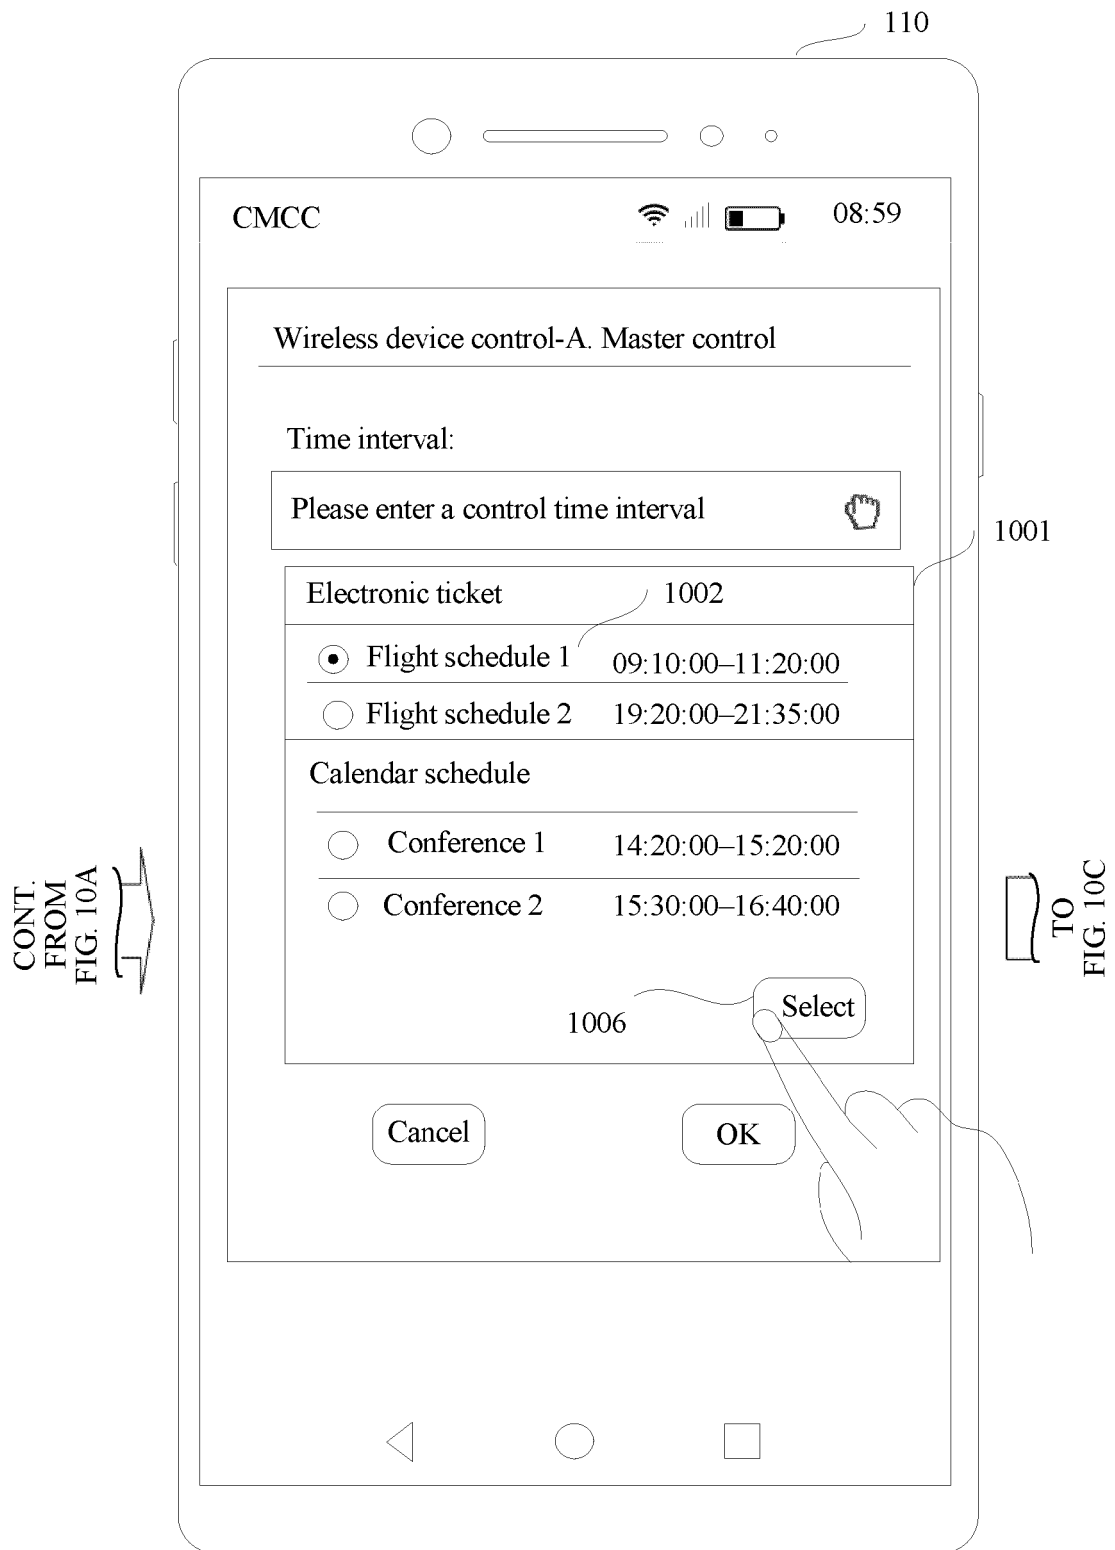 110
CMCC 08:59
Wireless device control-A. Master control
Time interval:
Please enter a control time interval
1001
Electronic ticket 1002
Flight schedule 1 09:10:00–11:20:00
Flight schedule 2 19:20:00–21:35:00
Calendar schedule
Conference 1 14:20:00–15:20:00
Conference 2 15:30:00–16:40:00
CONT.
FROM
FIG. 10A
TO
FIG. 10C
Select
1006
Cancel OK